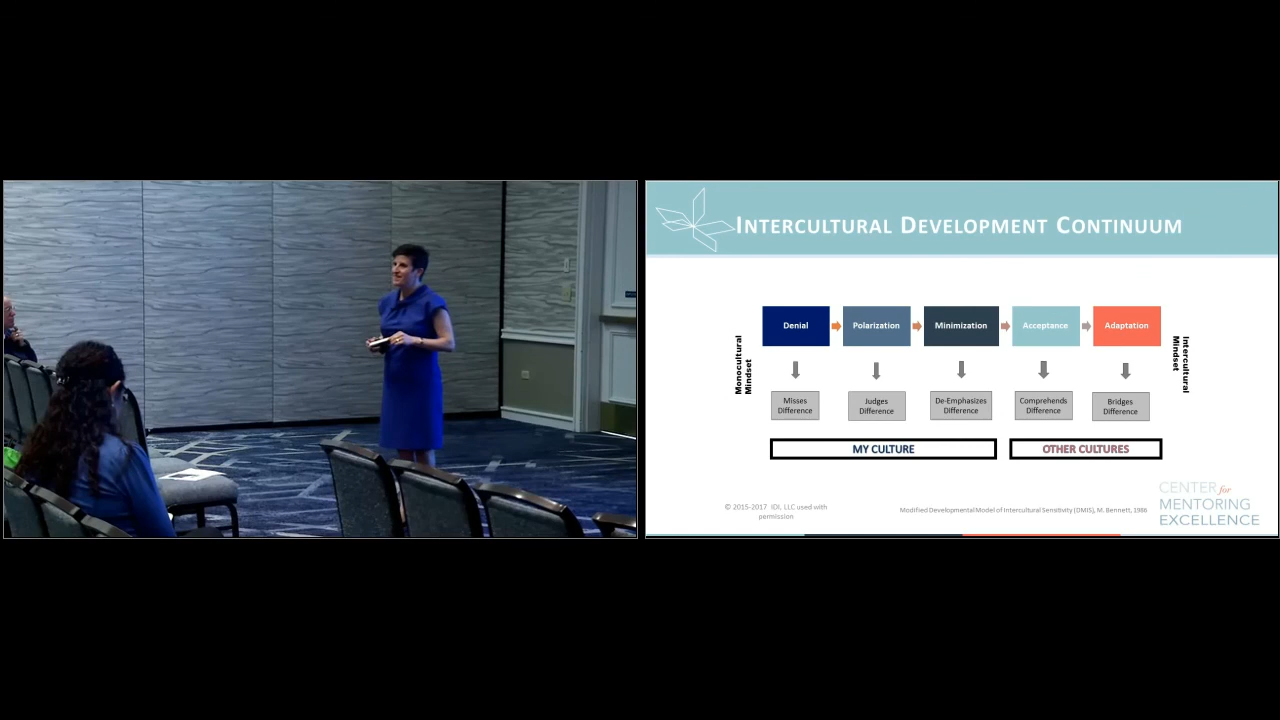 INTERCULTURAL DEVELOPMENT CONTINUUM
Denial
Polarization
Minimization
Acceptance
Adaptation
Monocultural
Mindset
Intercultural
Mindset
Misses
Difference
Judges
Difference
De-Emphasizes
Difference
Comprehends
Difference
Bridges
Difference
MY CULTURE
OTHER CULTURES
© 2015-2017 IDI, LLC used with
permission
Modified Developmental Model of Intercultural Sensitivity (DMIS), M. Bennett, 1986
CENTER for
MENTORING
EXCELLENCE